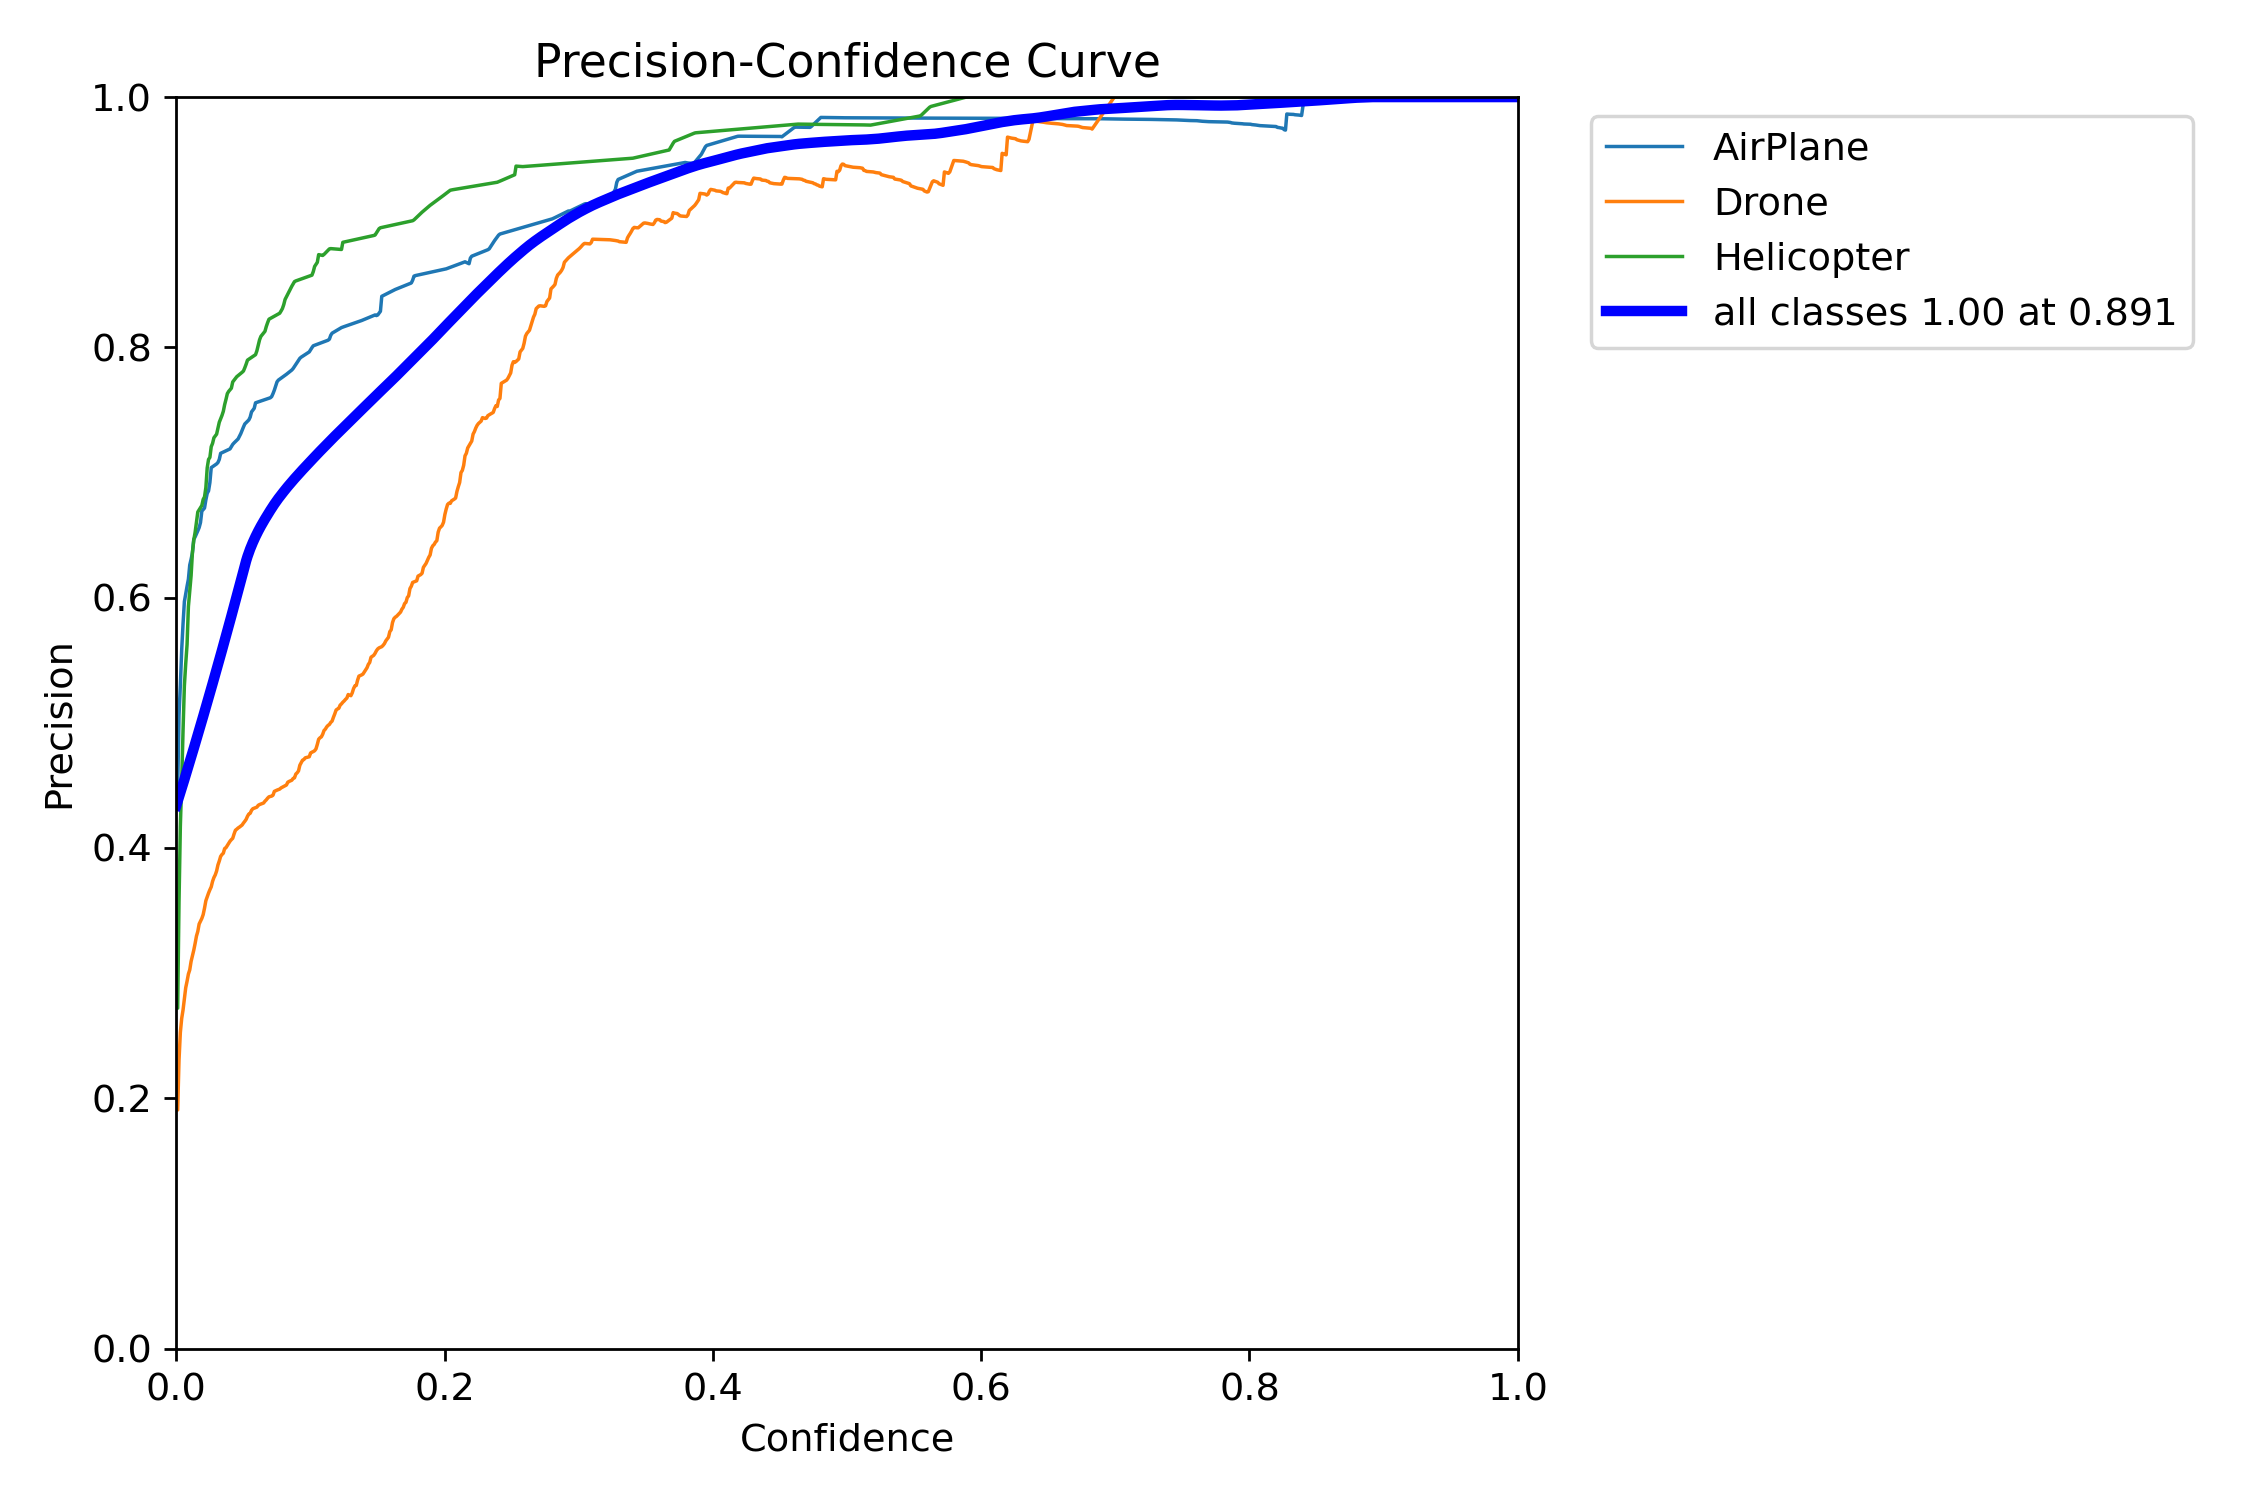 Precision-Confidence Curve
1.0
0.8
0.6
0.4
0.2
0.0
Precision
0.0 0.2 0.4 0.6 0.8 1.0
Confidence
AirPlane
Drone
Helicopter
all classes 1.00 at 0.891